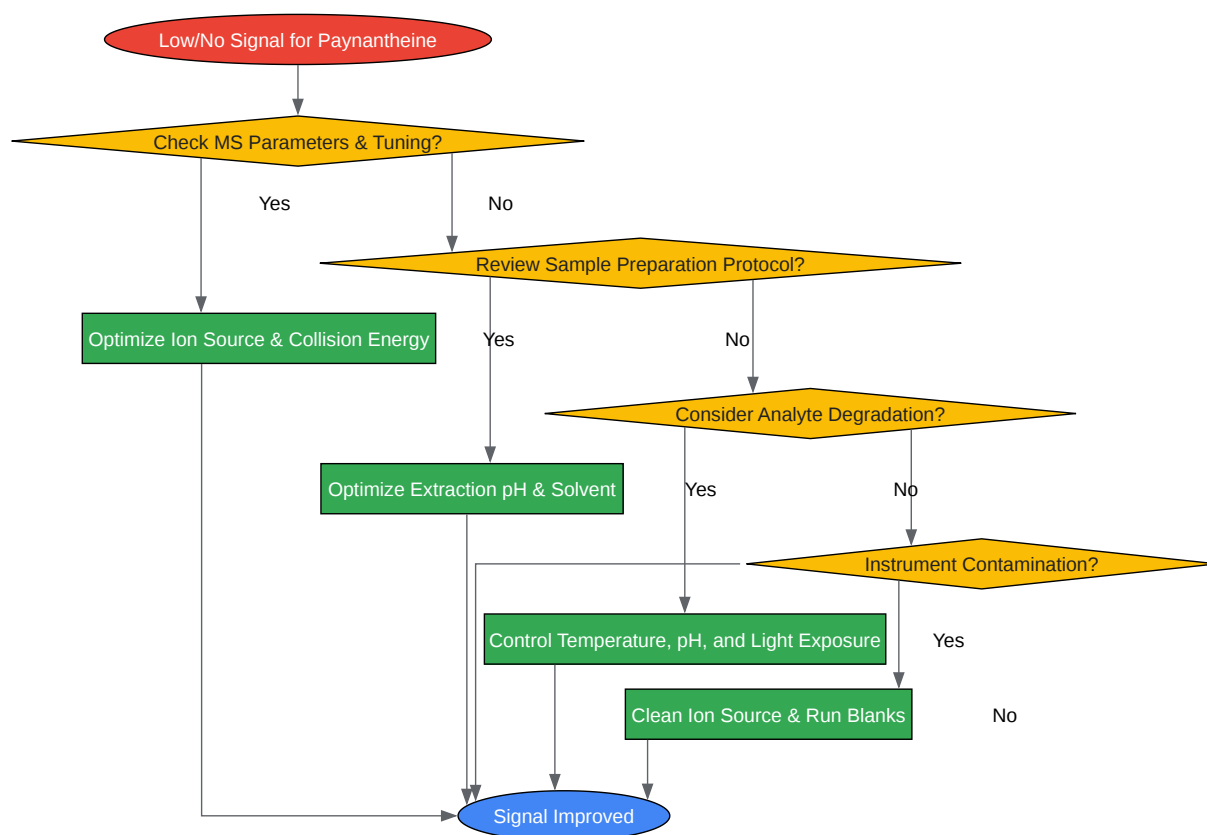 Low/No Signal for Paynantheine
Check MS Parameters & Tuning?
Yes
No
Review Sample Preparation Protocol?
Optimize Ion Source & Collision Energy
Yes
No
Consider Analyte Degradation?
Optimize Extraction pH & Solvent
Yes
No
Instrument Contamination?
Control Temperature, pH, and Light Exposure
Yes
Clean Ion Source & Run Blanks
No
Signal Improved